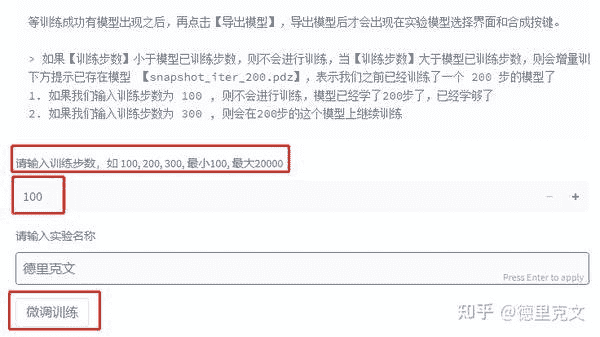 等训练成功有模型出现之后，再点击【导出模型】，导出模型后才会出现在实验模型选择界面和合成按键。
> 如果【训练步数】小于模型已训练步数，则不会进行训练，当【训练步数】大于模型已训练步数，则会增量训
下方提示已存在模型 【snapshot_iter_200.pdz】，表示我们之前已经训练了一个 200 步的模型了
1. 如果我们输入训练步数为 100 ，则不会进行训练，模型已经学了200步了，已经学够了
2. 如果我们输入训练步数为 300 ，则会在200步的这个模型上继续训练
请输入训练步数，如 100, 200, 300, 最小100, 最大20000
100
− +
请输入实验名称
德里克文
Press Enter to apply
微调训练
知乎 @德里克文